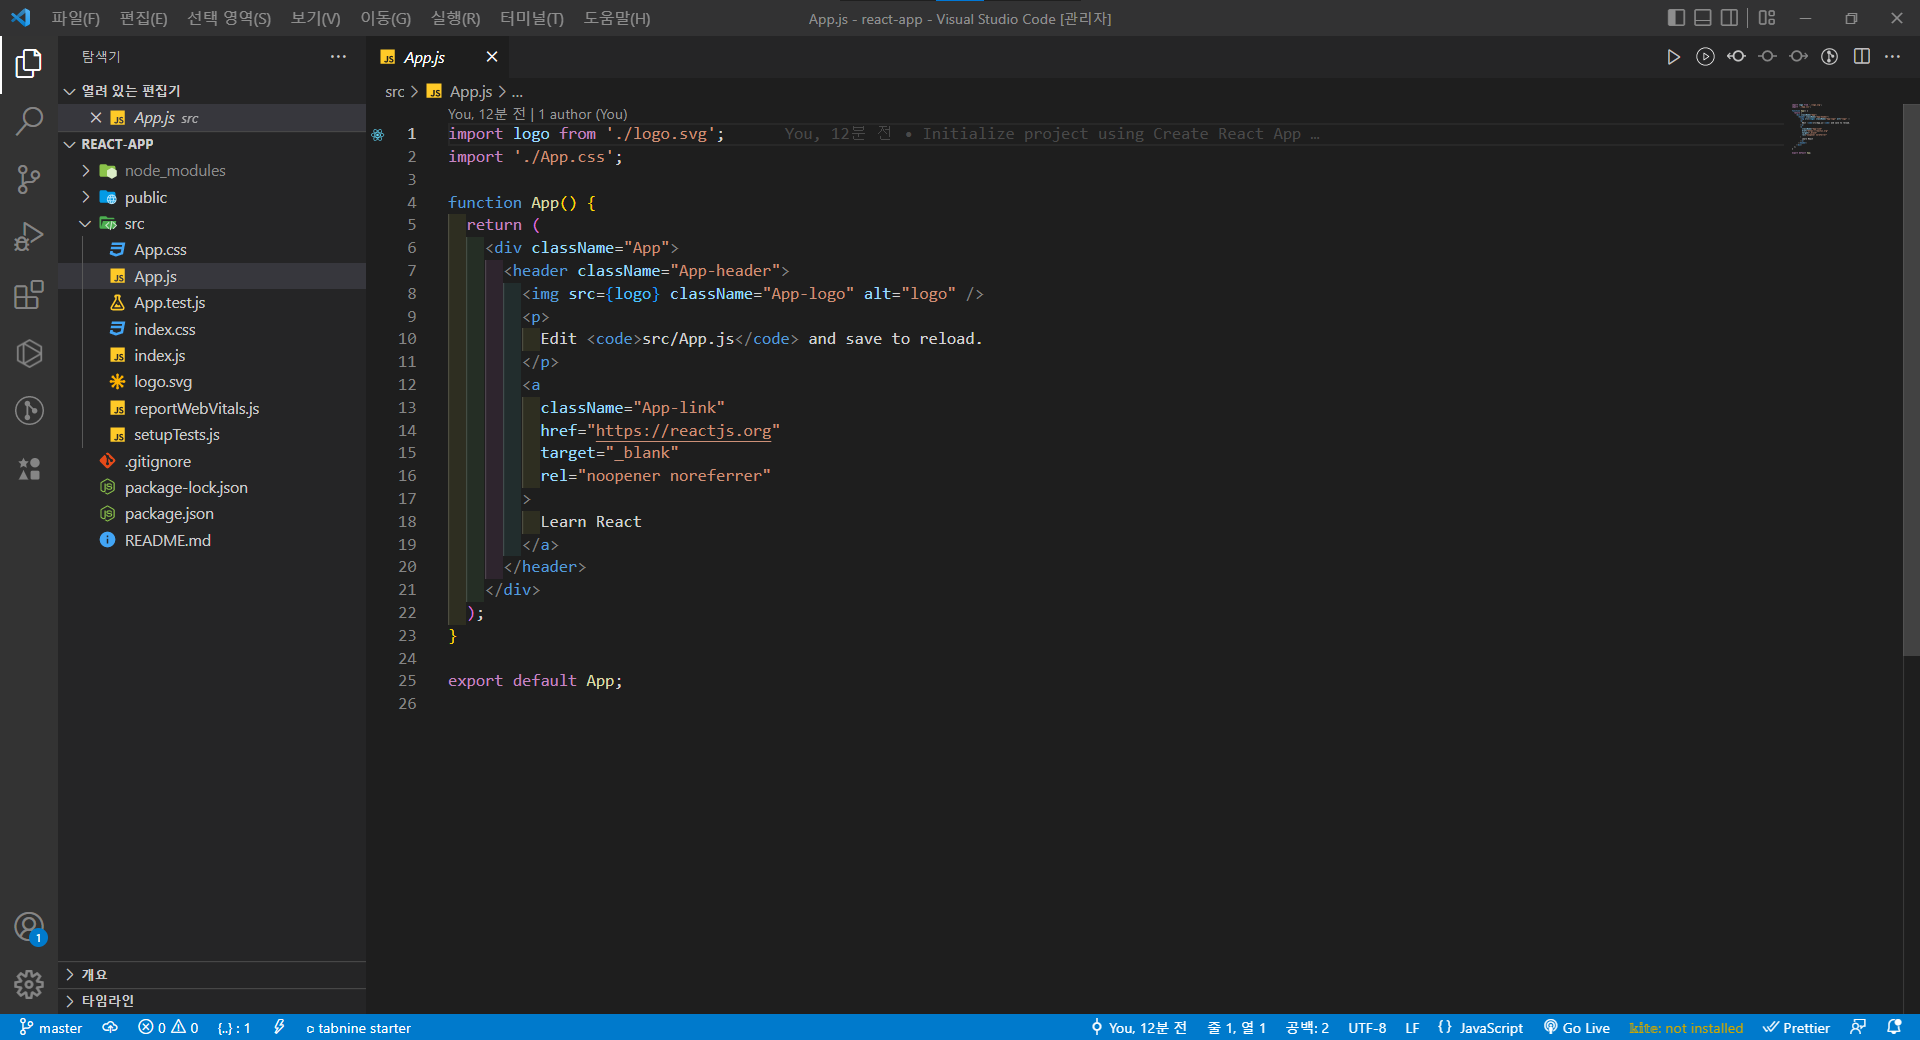 파일(F) 편집(E) 선택 영역(S) 보기(V) 이동(G) 실행(R) 터미널(T) 도움말(H)
App.js - react-app - Visual Studio Code [관리자]
탐색기
열려 있는 편집기
App.js src
REACT-APP
node_modules
public
src
App.css
App.js
App.test.js
index.css
index.js
logo.svg
reportWebVitals.js
setupTests.js
.gitignore
package-lock.json
package.json
README.md
개요
타임라인
App.js
src > App.js > ...
You, 12분 전 | 1 author (You)
1 import logo from './logo.svg'; You, 12분 전 • Initialize project using Create React App …
2 import './App.css';
3
4 function App() {
5 return (
6 <div className="App">
7 <header className="App-header">
8 <img src={logo} className="App-logo" alt="logo" />
9 <p>
10 Edit <code>src/App.js</code> and save to reload.
11 </p>
12 <a
13 className="App-link"
14 href="https://reactjs.org"
15 target="_blank"
16 rel="noopener noreferrer"
17 >
18 Learn React
19 </a>
20 </header>
21 </div>
22 );
23 }
24
25 export default App;
26
1
master 0 0 {..} : 1 tabnine starter
You, 12분 전 줄 1, 열 1 공백: 2 UTF-8 LF {} JavaScript Go Live kite: not installed Prettier